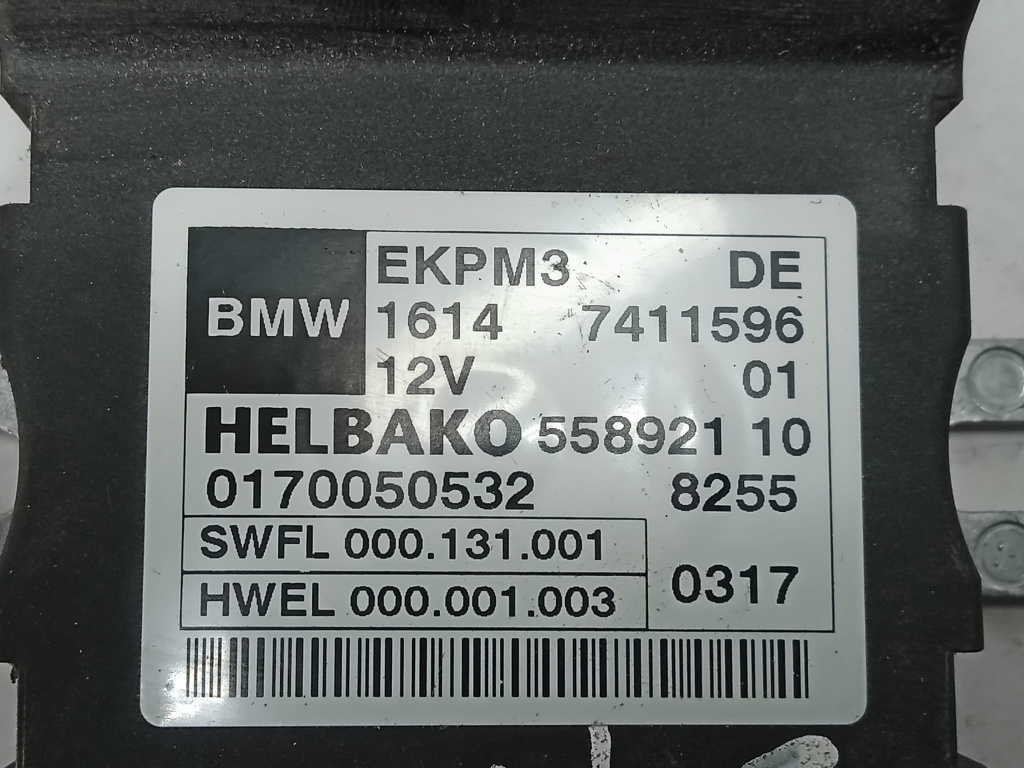 EKPM3 DE
BMW 1614 7411596
12V 01
HELBAKO 558921 10
0170050532 8255
SWFL 000.131.001
HWEL 000.001.003 0317